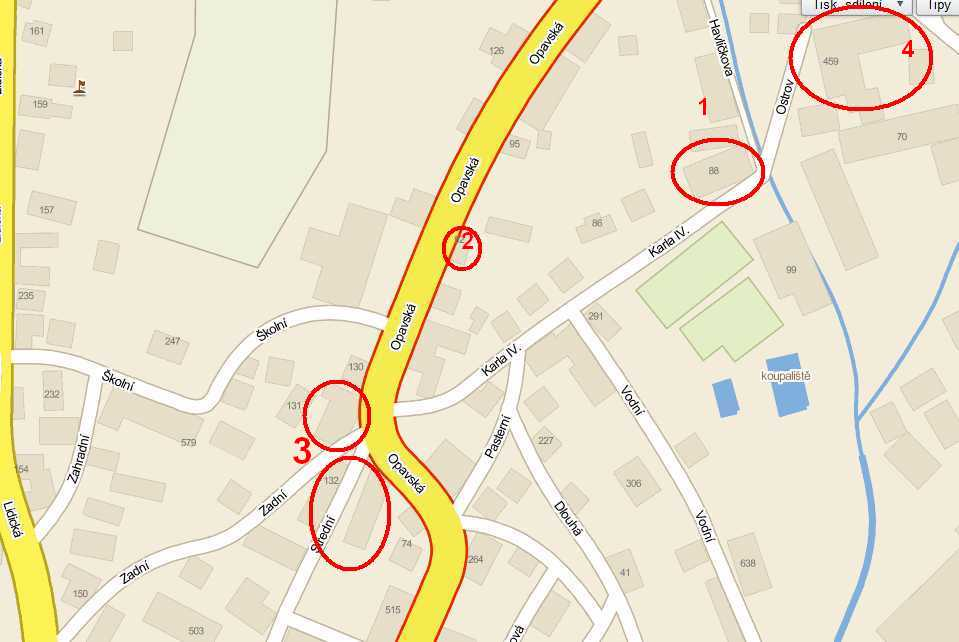 Tisk, sdílení
Tipy
161
126
Opavská
Havlíčkova
459
4
159
1
Ostrov
95
70
Opavská
88
157
86
2
Karla IV.
99
235
Opavská
Školní
291
247
Karla IV.
130
koupaliště
Školní
232
131
Vodní
579
3
Pasterní
227
Zahradní
154
Opavská
132
306
Zadní
Lidická
Střední
Dlouhá
Vodní
74
264
Zadní
41
638
150
515
503